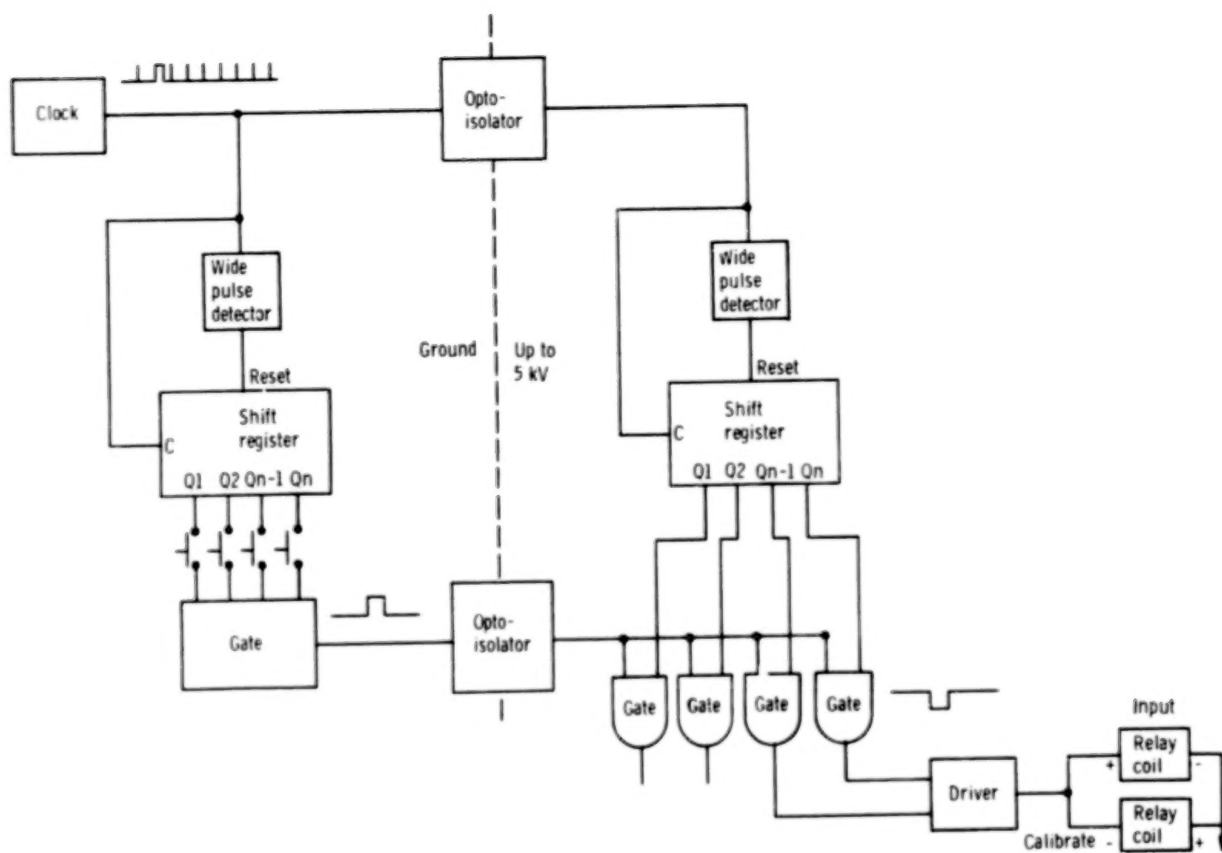 Clock
Opto-
isolator
Wide
pulse
detector
Wide
pulse
detector
Ground
Up to
5 kV
Reset
Shift
register
C
Q1 Q2 Qn-1 Qn
Reset
Shift
register
C
Q1 Q2 Qn-1 Qn
Gate
Opto-
isolator
Gate
Gate
Gate
Gate
Input
Relay
coil
+ -
Driver
Relay
coil
Calibrate - +